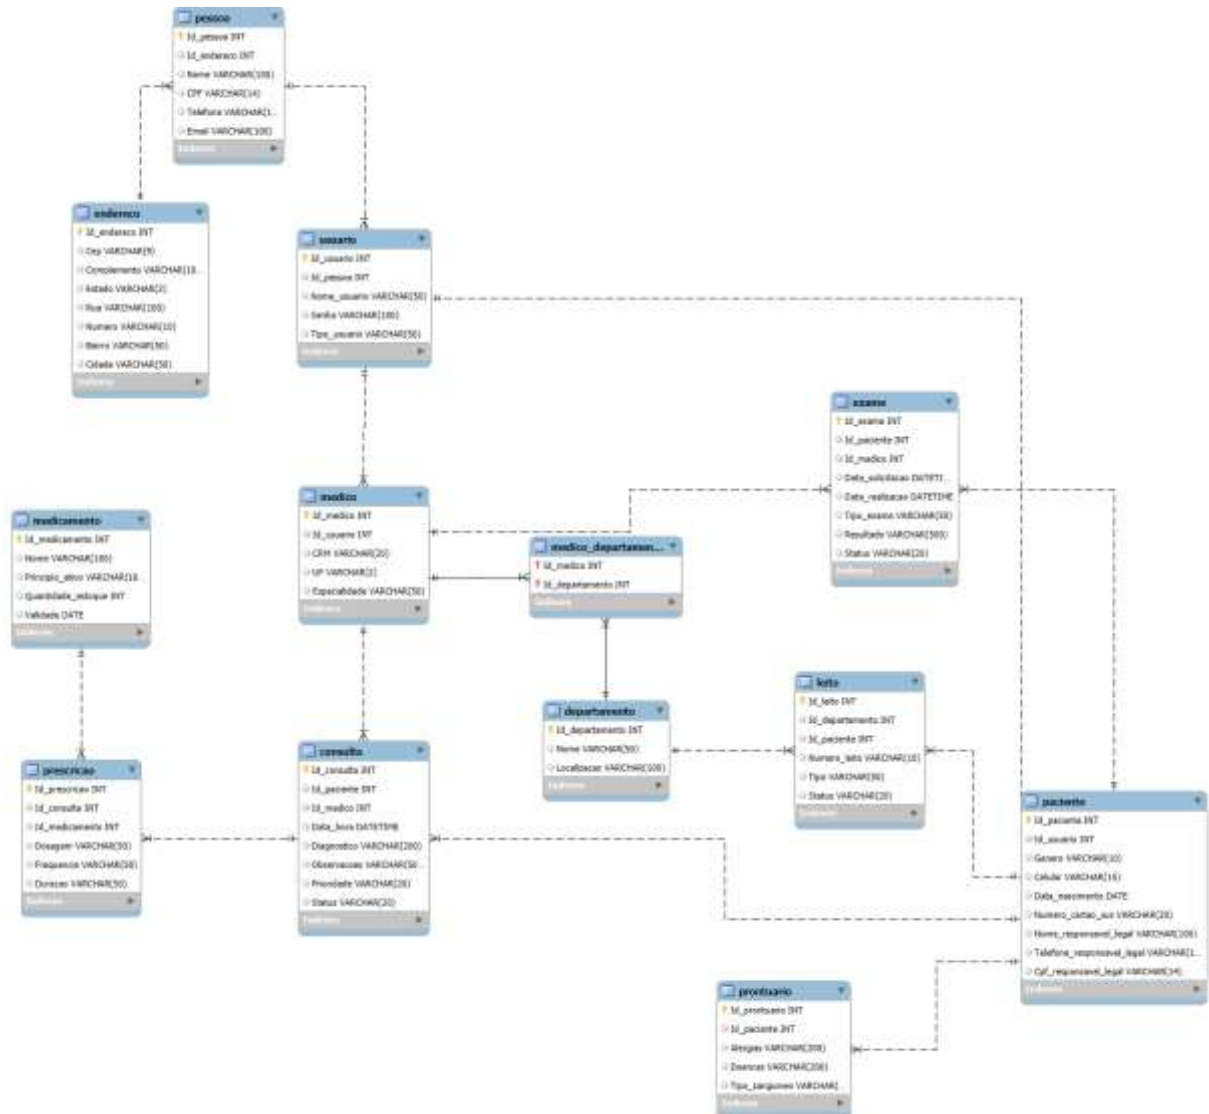 pessoa
Id_pessoa INT
Id_endereco INT
Nome VARCHAR(100)
CPF VARCHAR(14)
Telefone VARCHAR(1...
Email VARCHAR(100)
Indexes
endereco
Id_endereco INT
Cep VARCHAR(9)
Complemento VARCHAR(10...
Estado VARCHAR(2)
Rua VARCHAR(100)
Numero VARCHAR(10)
Bairro VARCHAR(50)
Cidade VARCHAR(50)
Indexes
usuario
Id_usuario INT
Id_pessoa INT
Nome_usuario VARCHAR(50)
Senha VARCHAR(100)
Tipo_usuario VARCHAR(50)
Indexes
exame
Id_exame INT
Id_paciente INT
Id_medico INT
Data_solicitacao DATETI...
Data_realizacao DATETIME
Tipo_exame VARCHAR(50)
Resultado VARCHAR(500)
Status VARCHAR(20)
Indexes
medico
Id_medico INT
Id_usuario INT
CRM VARCHAR(20)
UF VARCHAR(2)
Especialidade VARCHAR(50)
Indexes
medicamento
Id_medicamento INT
Nome VARCHAR(100)
Principio_ativo VARCHAR(10...
Quantidade_estoque INT
Validade DATE
Indexes
medico_departamen...
Id_medico INT
Id_departamento INT
Indexes
leito
Id_leito INT
Id_departamento INT
Id_paciente INT
Numero_leito VARCHAR(10)
Tipo VARCHAR(50)
Status VARCHAR(20)
Indexes
departamento
Id_departamento INT
Nome VARCHAR(50)
Localizacao VARCHAR(100)
Indexes
consulta
Id_consulta INT
Id_paciente INT
Id_medico INT
Data_hora DATETIME
Diagnostico VARCHAR(200)
Observacoes VARCHAR(50...
Prioridade VARCHAR(20)
Status VARCHAR(20)
Indexes
prescricao
Id_prescricao INT
Id_consulta INT
Id_medicamento INT
Dosagem VARCHAR(50)
Frequencia VARCHAR(50)
Duracao VARCHAR(50)
Indexes
paciente
Id_paciente INT
Id_usuario INT
Genero VARCHAR(10)
Celular VARCHAR(15)
Data_nascimento DATE
Numero_cartao_sus VARCHAR(20)
Nome_responsavel_legal VARCHAR(100)
Telefone_responsavel_legal VARCHAR(1...
Cpf_responsavel_legal VARCHAR(14)
Indexes
prontuario
Id_prontuario INT
Id_paciente INT
Alergias VARCHAR(200)
Doencas VARCHAR(200)
Tipo_sanguineo VARCHAR(...
Indexes